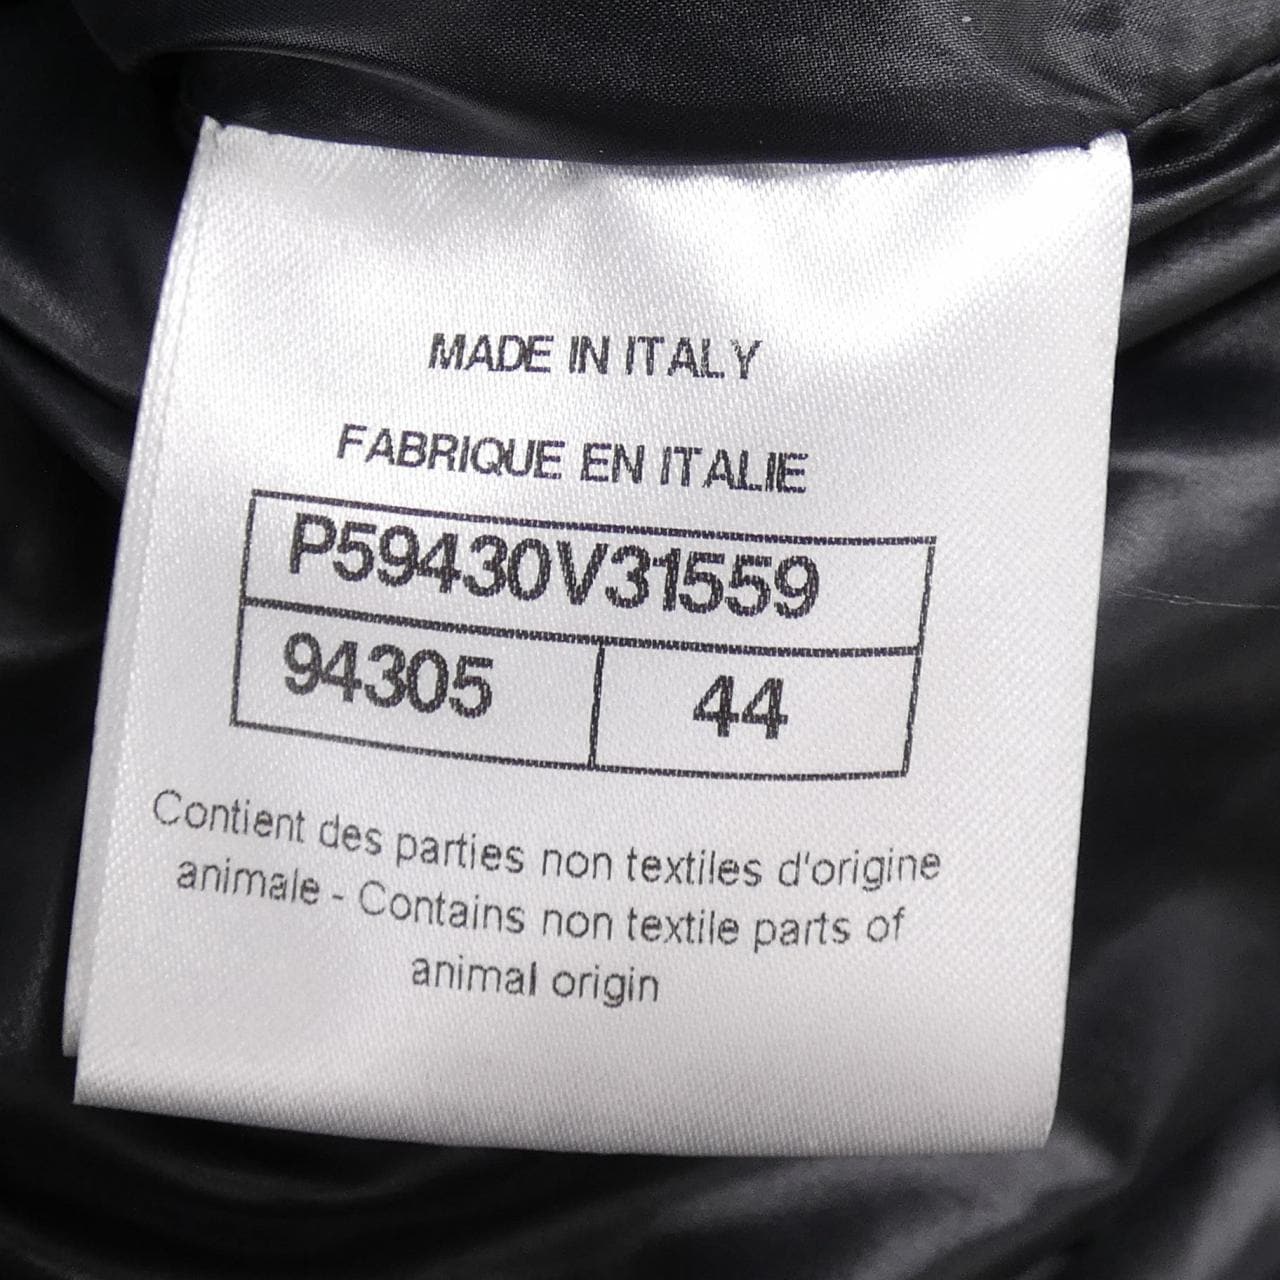 MADE IN ITALY
FABRIQUE EN ITALIE
P59430V31559
94305 44
Contient des parties non textiles d'origine
animale - Contains non textile parts of
animal origin